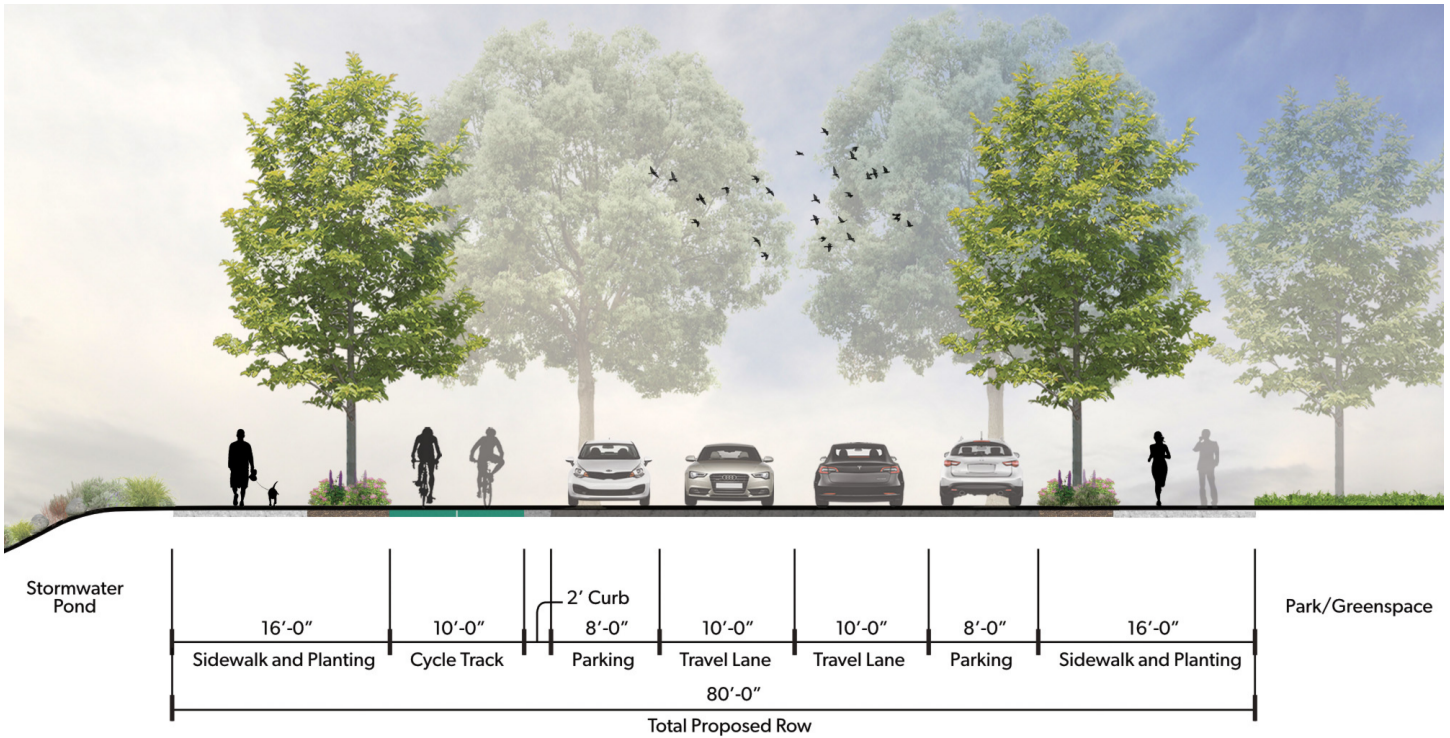 Stormwater
Pond
Park/Greenspace
2’ Curb
16’-0”
10’-0”
8’-0”
10’-0”
10’-0”
8’-0”
16’-0”
Sidewalk and Planting
Cycle Track
Parking
Travel Lane
Travel Lane
Parking
Sidewalk and Planting
80’-0”
Total Proposed Row